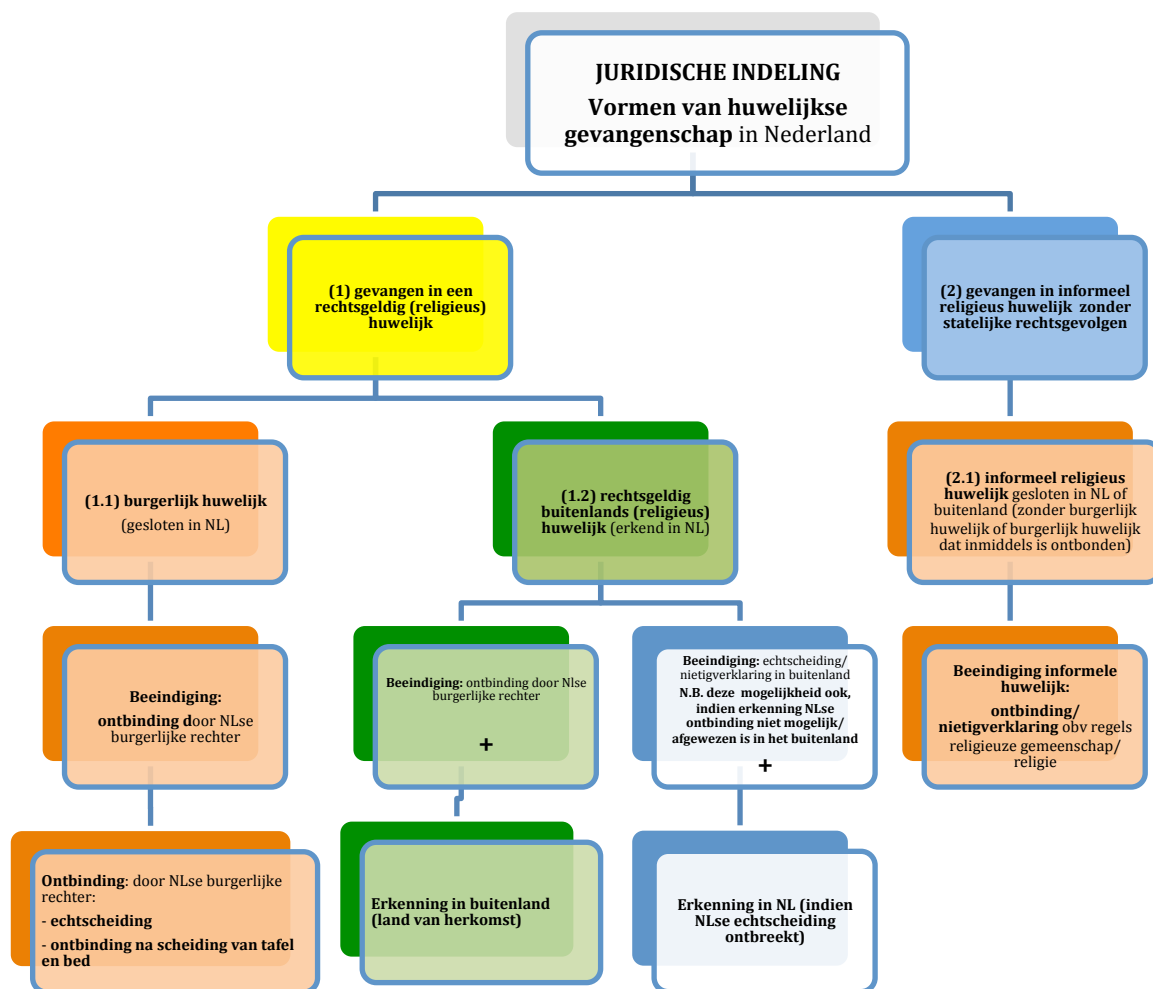 JURIDISCHE INDELING
Vormen van huwelijkse
gevangenschap in Nederland
(1) gevangen in een
rechtsgeldig (religieus)
huwelijk
(2) gevangen in informeel
religieus huwelijk zonder
statelijke rechtsgevolgen
(1.1) burgerlijk huwelijk
(gesloten in NL)
(1.2) rechtsgeldig
buitenlands (religieus)
huwelijk (erkend in NL)
(2.1) informeel religieus
huwelijk gesloten in NL of
buitenland (zonder burgerlijk
huwelijk of burgerlijk huwelijk
dat inmiddels is ontbonden)
Beeindiging:
ontbinding door NLse
burgerlijke rechter
Beeindiging: ontbinding door Nlse
burgerlijke rechter
+
Beeindiging: echtscheiding/
nietigverklaring in buitenland
N.B. deze mogelijkheid ook,
indien erkenning NLse
ontbinding niet mogelijk/
afgewezen is in het buitenland
+
Beeindiging informele
huwelijk:
ontbinding/
nietigverklaring obv regels
religieuze gemeenschap/
religie
Ontbinding: door NLse burgerlijke
rechter:
- echtscheiding
- ontbinding na scheiding van tafel
en bed
Erkenning in buitenland
(land van herkomst)
Erkenning in NL (indien
NLse echtscheiding
ontbreekt)